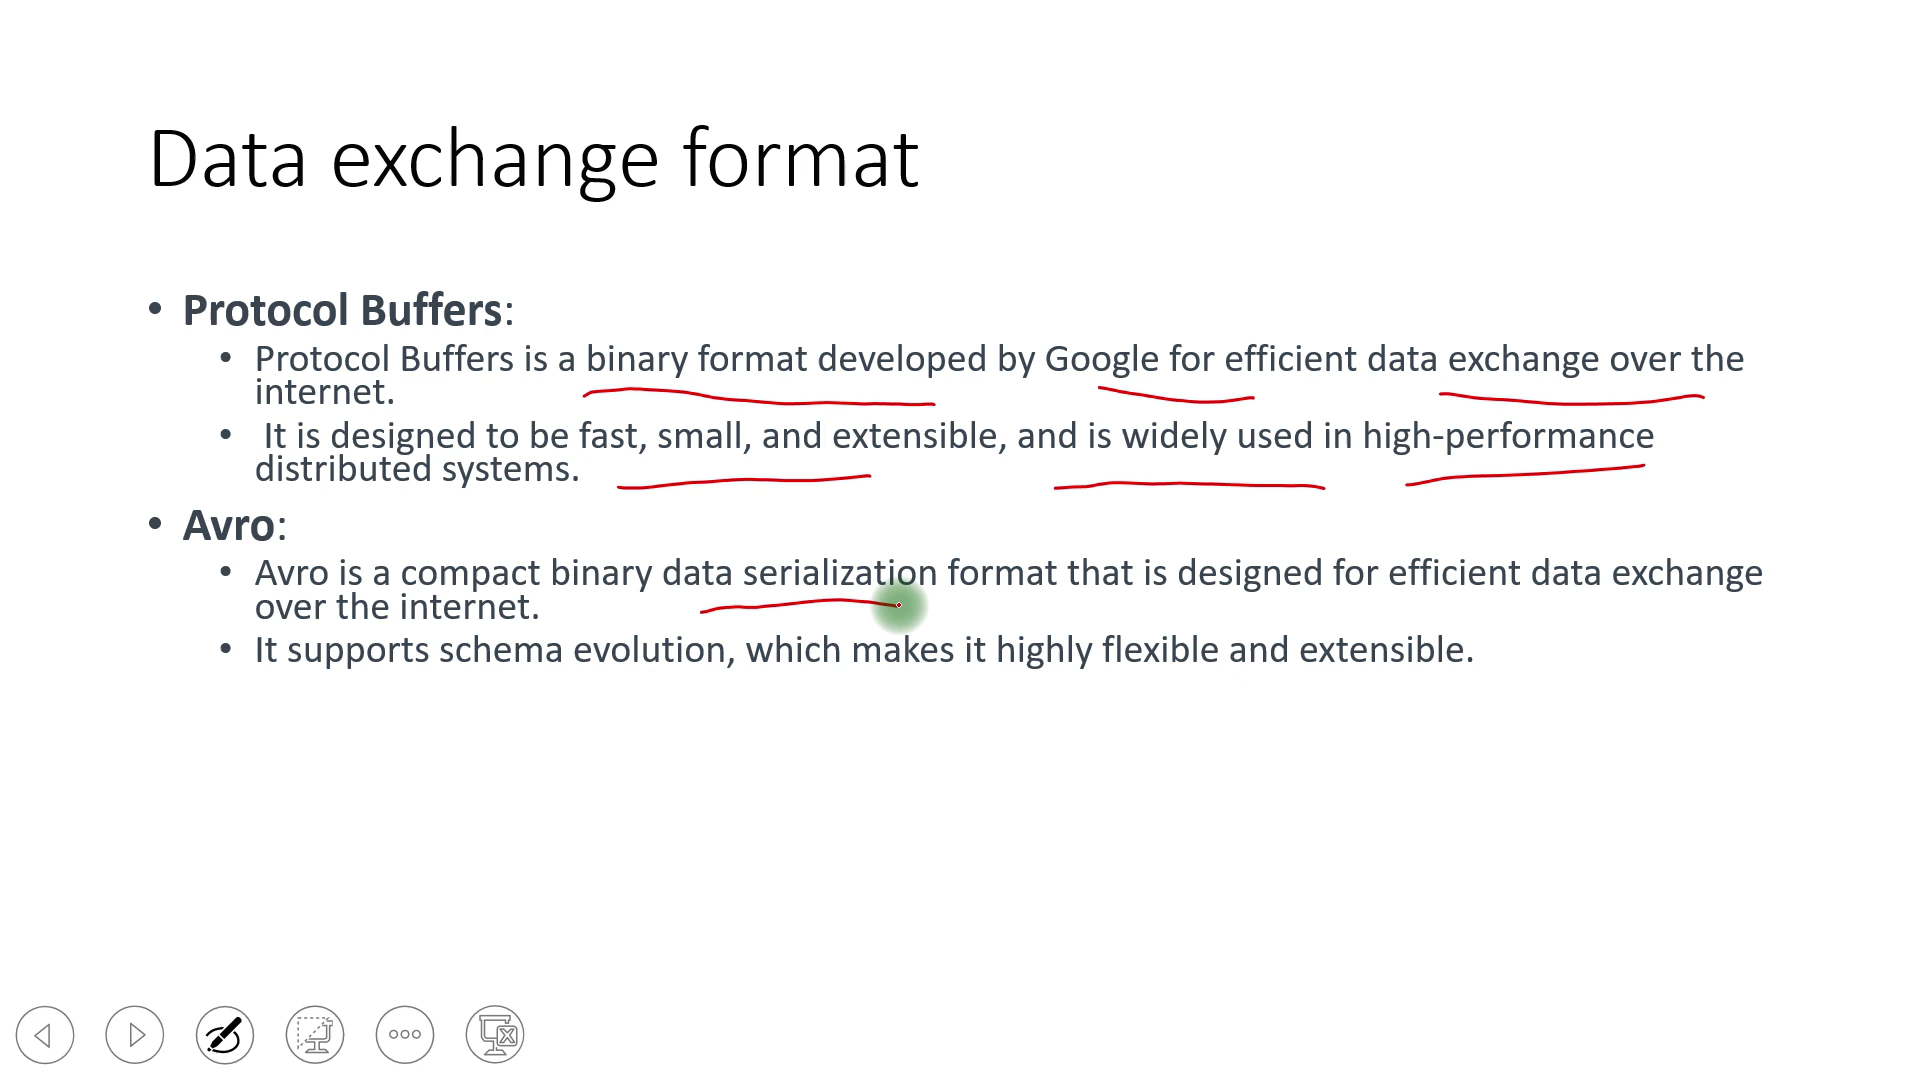 Data exchange format
• Protocol Buffers:
• Protocol Buffers is a binary format developed by Google for efficient data exchange over the
internet.
• It is designed to be fast, small, and extensible, and is widely used in high-performance
distributed systems.
• Avro:
• Avro is a compact binary data serialization format that is designed for efficient data exchange
over the internet.
• It supports schema evolution, which makes it highly flexible and extensible.